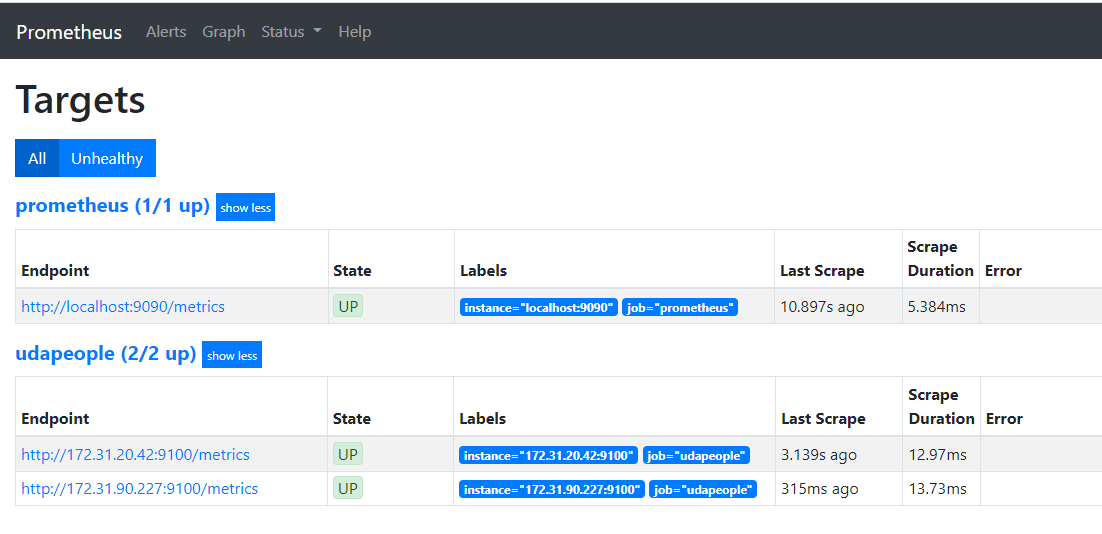 Prometheus Alerts Graph Status Help
Targets
All Unhealthy
prometheus (1/1 up) show less
Endpoint State Labels Last Scrape Scrape Duration Error
http://localhost:9090/metrics UP instance="localhost:9090" job="prometheus" 10.897s ago 5.384ms
udapeople (2/2 up) show less
Endpoint State Labels Last Scrape Scrape Duration Error
http://172.31.20.42:9100/metrics UP instance="172.31.20.42:9100" job="udapeople" 3.139s ago 12.97ms
http://172.31.90.227:9100/metrics UP instance="172.31.90.227:9100" job="udapeople" 315ms ago 13.73ms